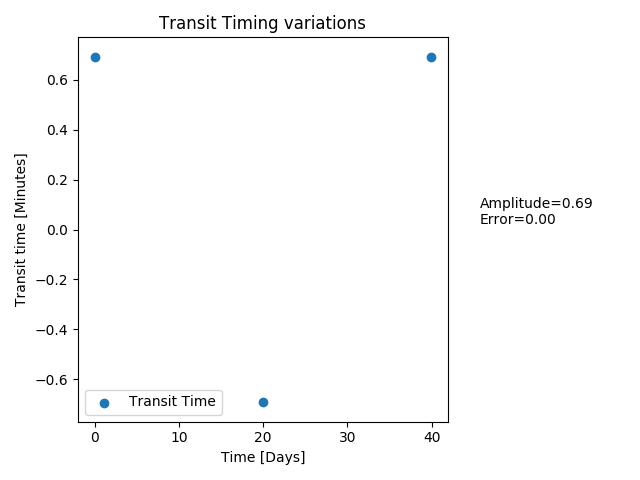 Transit Timing variations
Transit time [Minutes]
0.6
0.4
0.2
0.0
−0.2
−0.4
−0.6
Amplitude=0.69
Error=0.00
Transit Time
0 10 20 30 40
Time [Days]